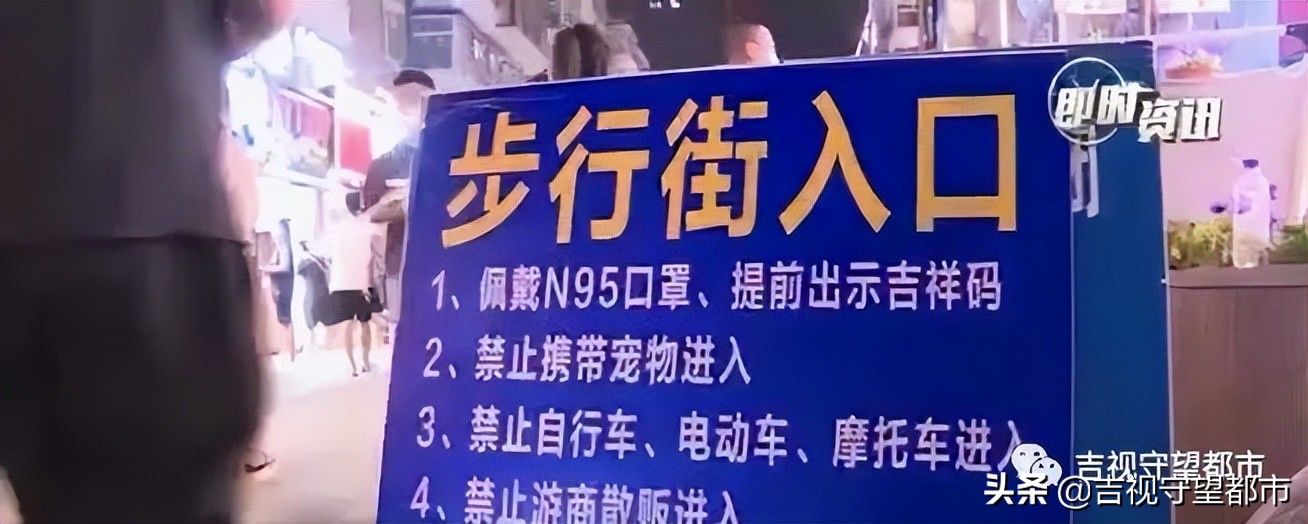 步行街入口
即时资讯
1、佩戴N95口罩、提前出示吉祥码
2、禁止携带宠物进入
3、禁止自行车、电动车、摩托车进入
4、禁止游商散贩进入
吉视守望都市
头条 @吉视守望都市